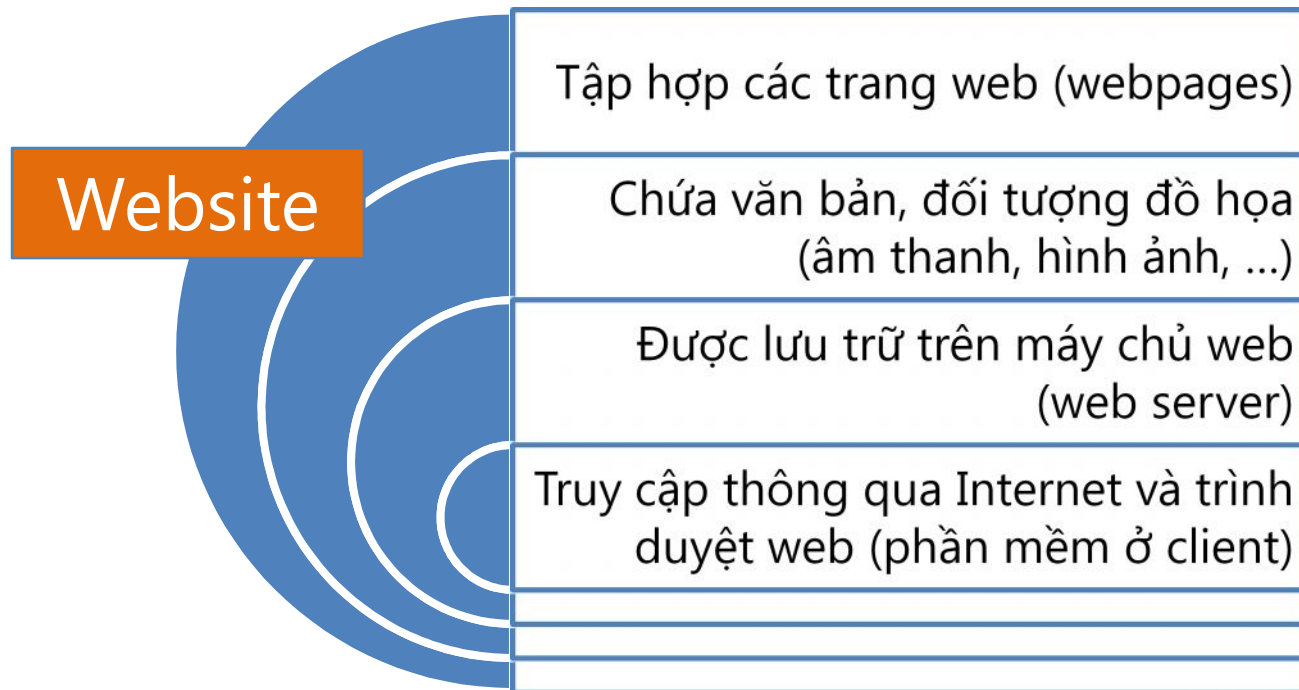 Website
Tập hợp các trang web (webpages)
Chứa văn bản, đối tượng đồ họa
(âm thanh, hình ảnh, ...)
Được lưu trữ trên máy chủ web
(web server)
Truy cập thông qua Internet và trình
duyệt web (phần mềm ở client)